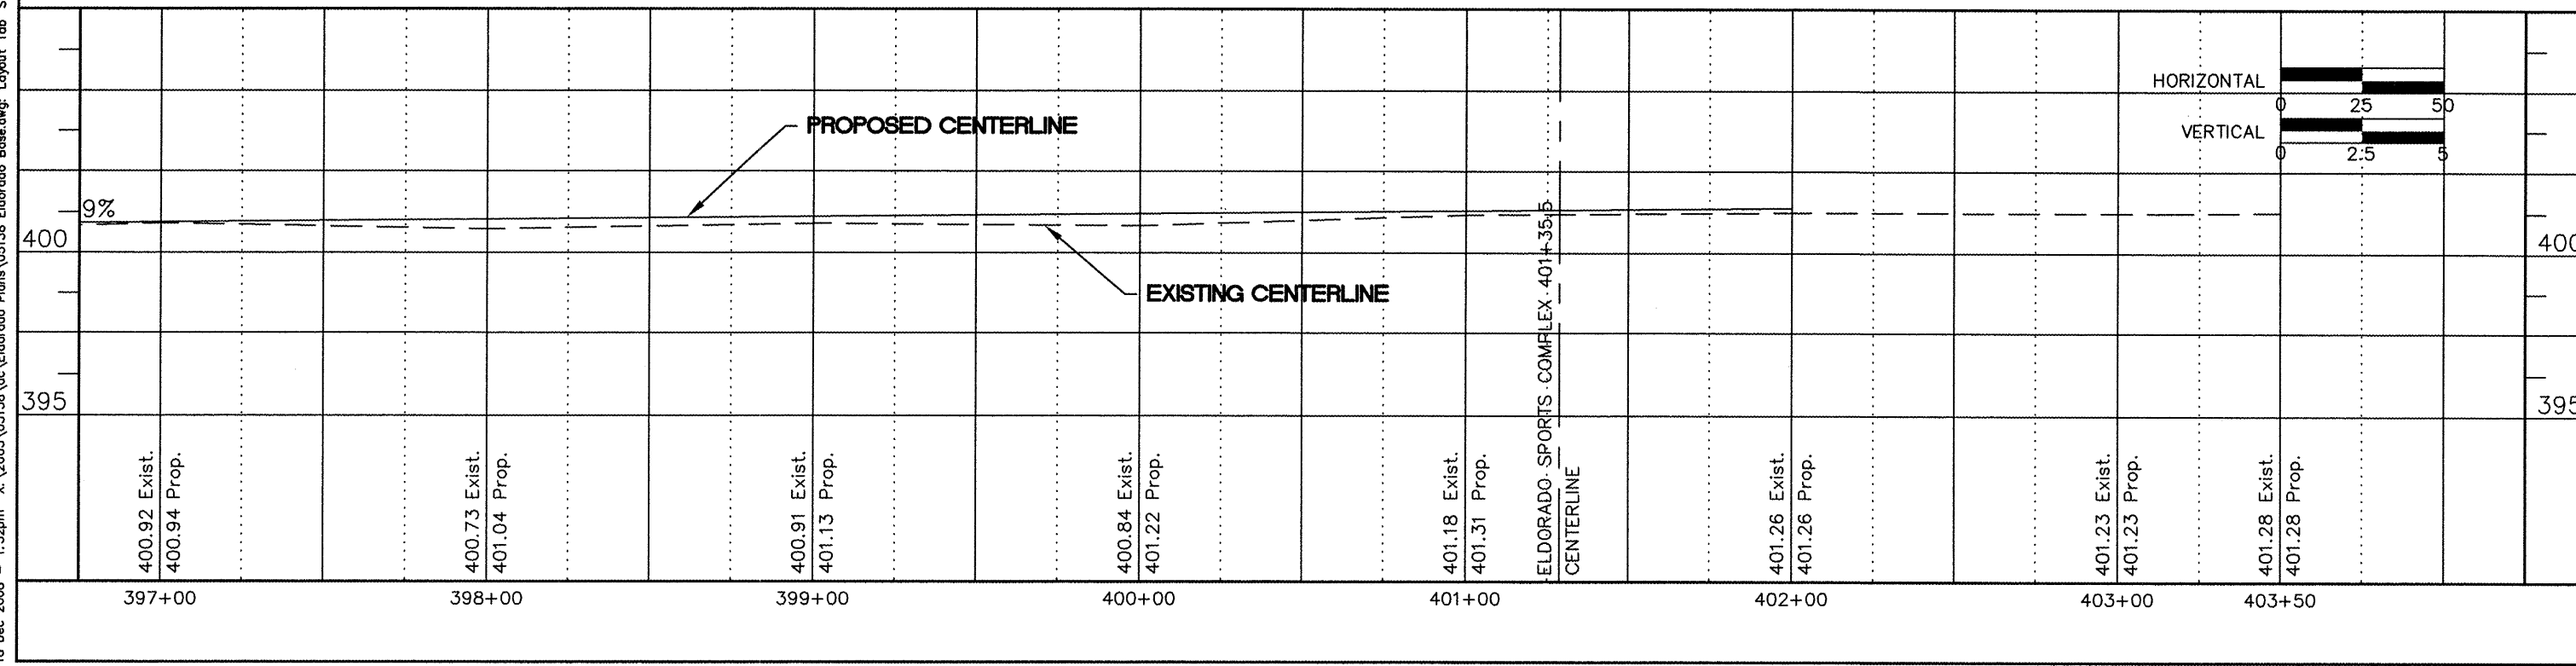 HORIZONTAL
0 25 50
VERTICAL
0 2.5 5
PROPOSED CENTERLINE
9%
400
400
EXISTING CENTERLINE
395
395
400.92 Exist.
400.94 Prop.
400.73 Exist.
401.04 Prop.
400.91 Exist.
401.13 Prop.
400.84 Exist.
401.22 Prop.
401.18 Exist.
401.31 Prop.
ELDORADO SPORTS COMPLEX 401+35.5
CENTERLINE
401.26 Exist.
401.26 Prop.
401.23 Exist.
401.23 Prop.
401.28 Exist.
401.28 Prop.
397+00 398+00 399+00 400+00 401+00 402+00 403+00 403+50